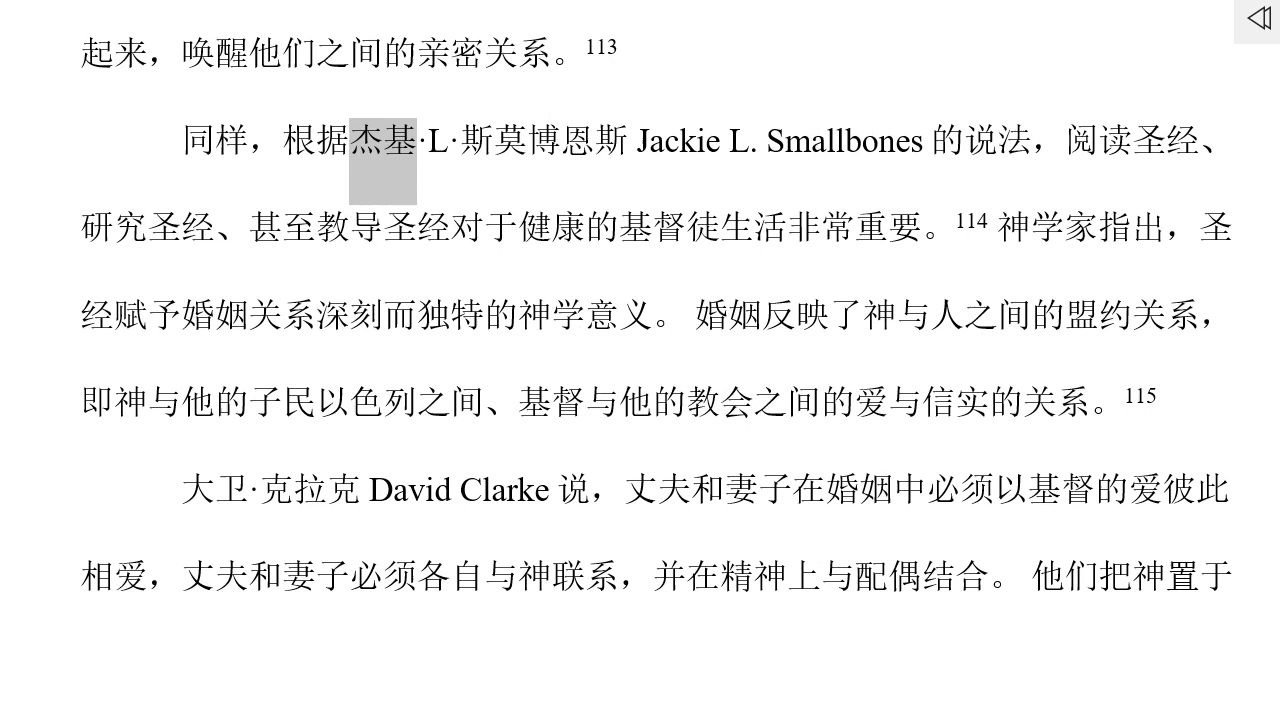 起来，唤醒他们之间的亲密关系。113
同样，根据杰基·L·斯莫博恩斯 Jackie L. Smallbones 的说法，阅读圣经、
研究圣经、甚至教导圣经对于健康的基督徒生活非常重要。114 神学家指出，圣
经赋予婚姻关系深刻而独特的神学意义。 婚姻反映了神与人之间的盟约关系，
即神与他的子民以色列之间、基督与他的教会之间的爱与信实的关系。115
大卫·克拉克 David Clarke 说，丈夫和妻子在婚姻中必须以基督的爱彼此
相爱，丈夫和妻子必须各自与神联系，并在精神上与配偶结合。 他们把神置于